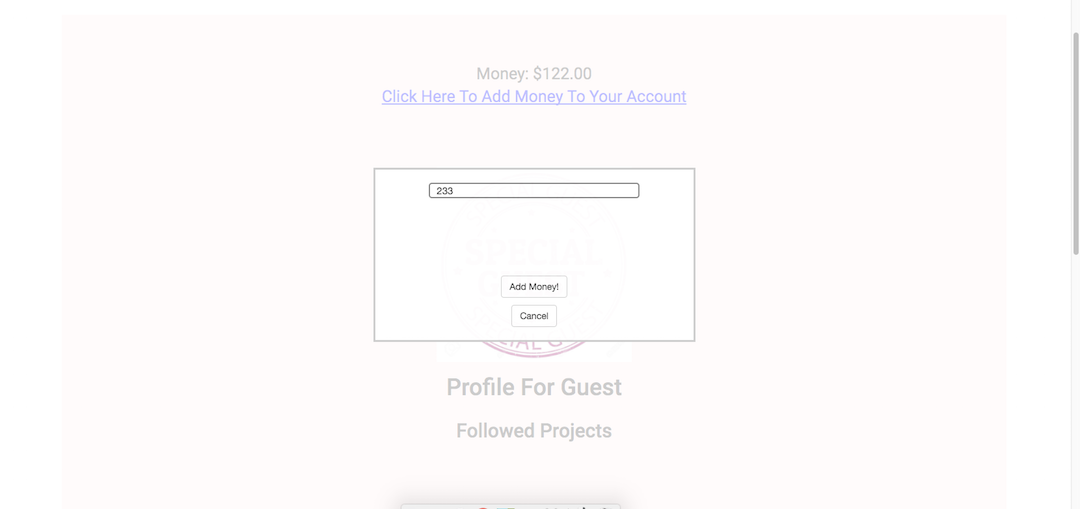 Money: $122.00
Click Here To Add Money To Your Account
233
SPECIAL
Add Money!
Cancel
Profile For Guest
Followed Projects